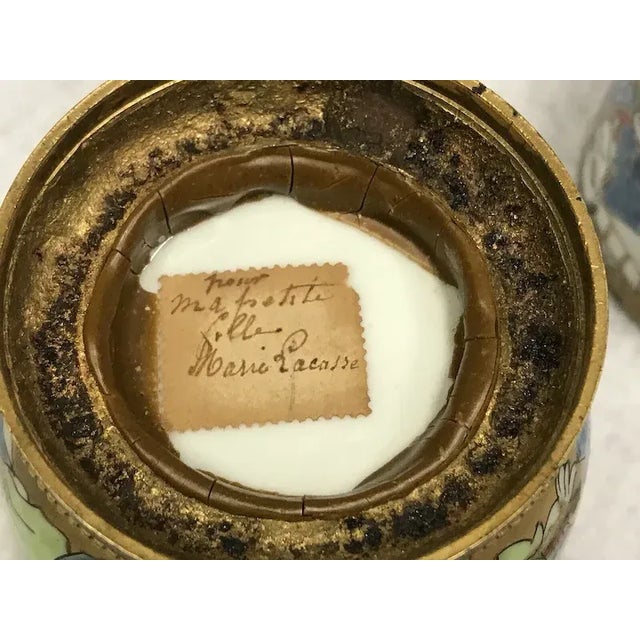 pour
ma petite
fille
Marie Lacasse